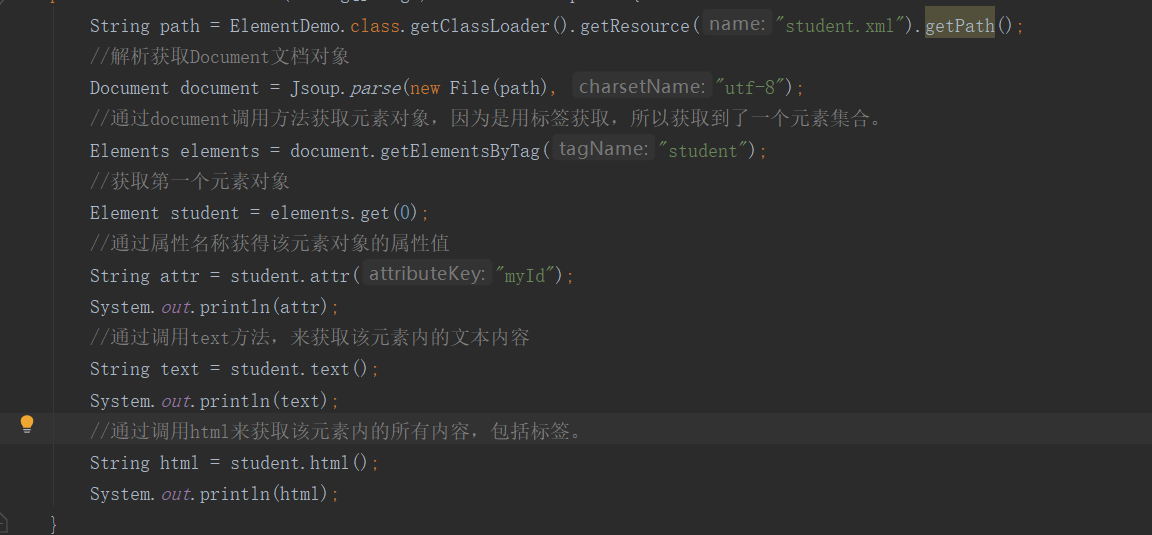 String path = ElementDemo.class.getClassLoader().getResource( name: "student.xml").getPath();
//解析获取Document文档对象
Document document = Jsoup.parse(new File(path), charsetName: "utf-8");
//通过document调用方法获取元素对象，因为是用标签获取，所以获取到了一个元素集合。
Elements elements = document.getElementsByTag( tagName: "student");
//获取第一个元素对象
Element student = elements.get(0);
//通过属性名称获得该元素对象的属性值
String attr = student.attr( attributeKey: "myId");
System.out.println(attr);
//通过调用text方法，来获取该元素内的文本内容
String text = student.text();
System.out.println(text);
//通过调用html来获取该元素内的所有内容，包括标签。
String html = student.html();
System.out.println(html);
}